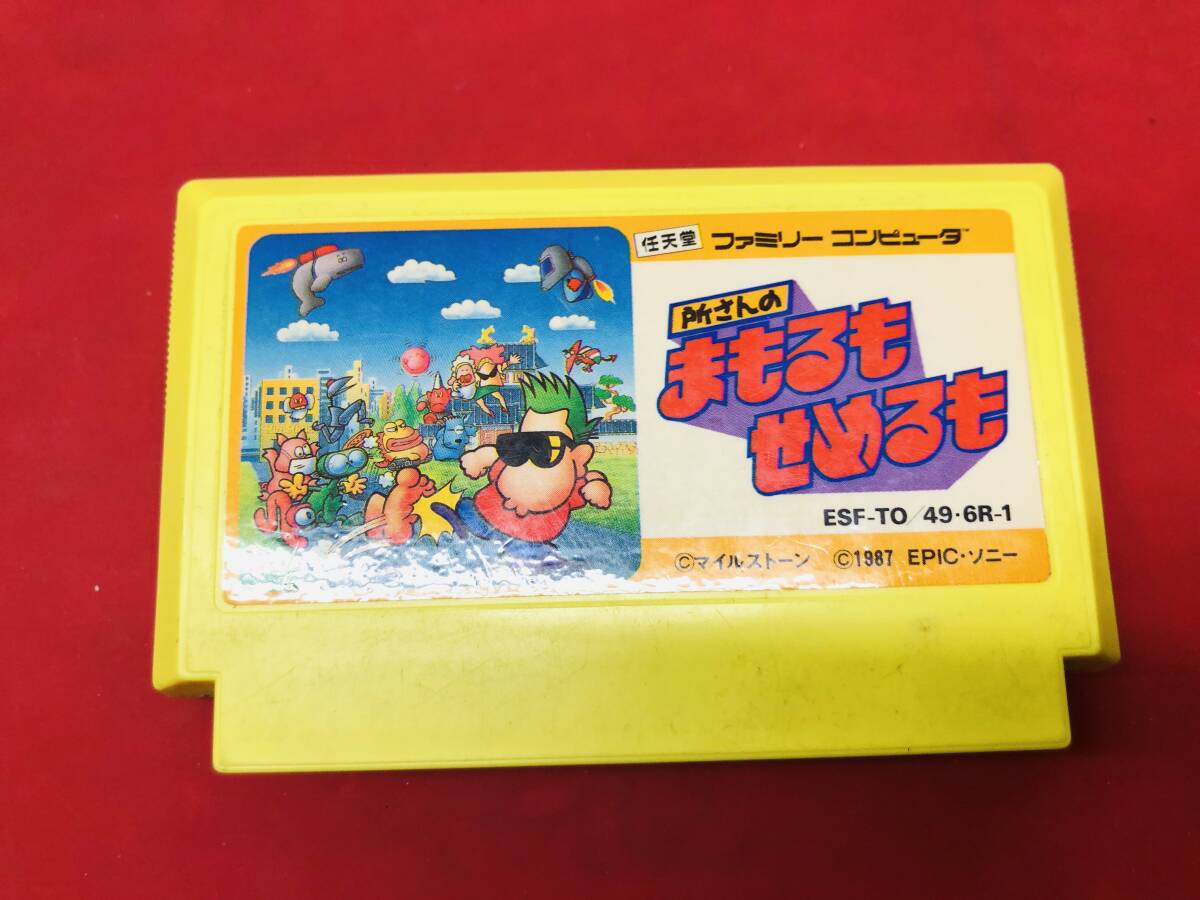 任天堂 ファミリー コンピュータ™
所さんの
まもるも
せめるも
ESF-TO/49・6R-1
©マイルストーン ©1987 EPIC・ソニー